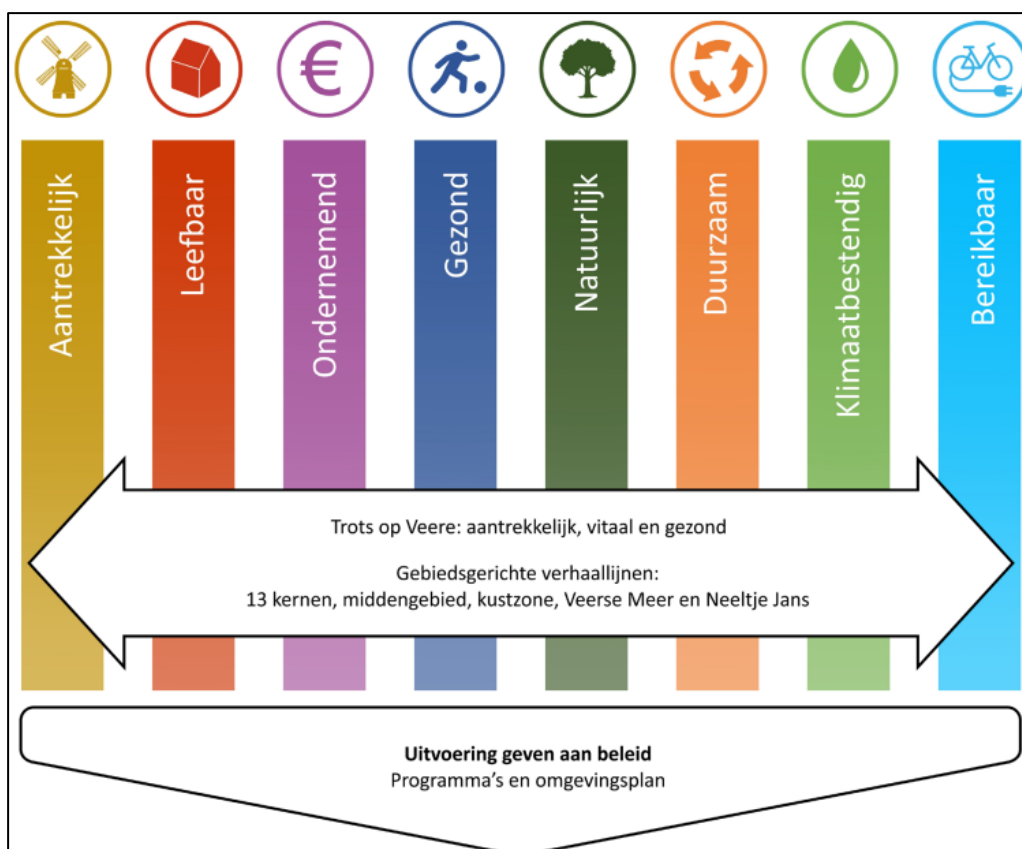 Aantrekkelijk
Leefbaar
€
Ondernemend
Gezond
Natuurlijk
Duurzaam
Klimaatbestendig
Bereikbaar
Trots op Veere: aantrekkelijk, vitaal en gezond
Gebiedsgerichte verhaallijnen:
13 kernen, middengebied, kustzone, Veerse Meer en Neeltje Jans
Uitvoering geven aan beleid
Programma's en omgevingsplan